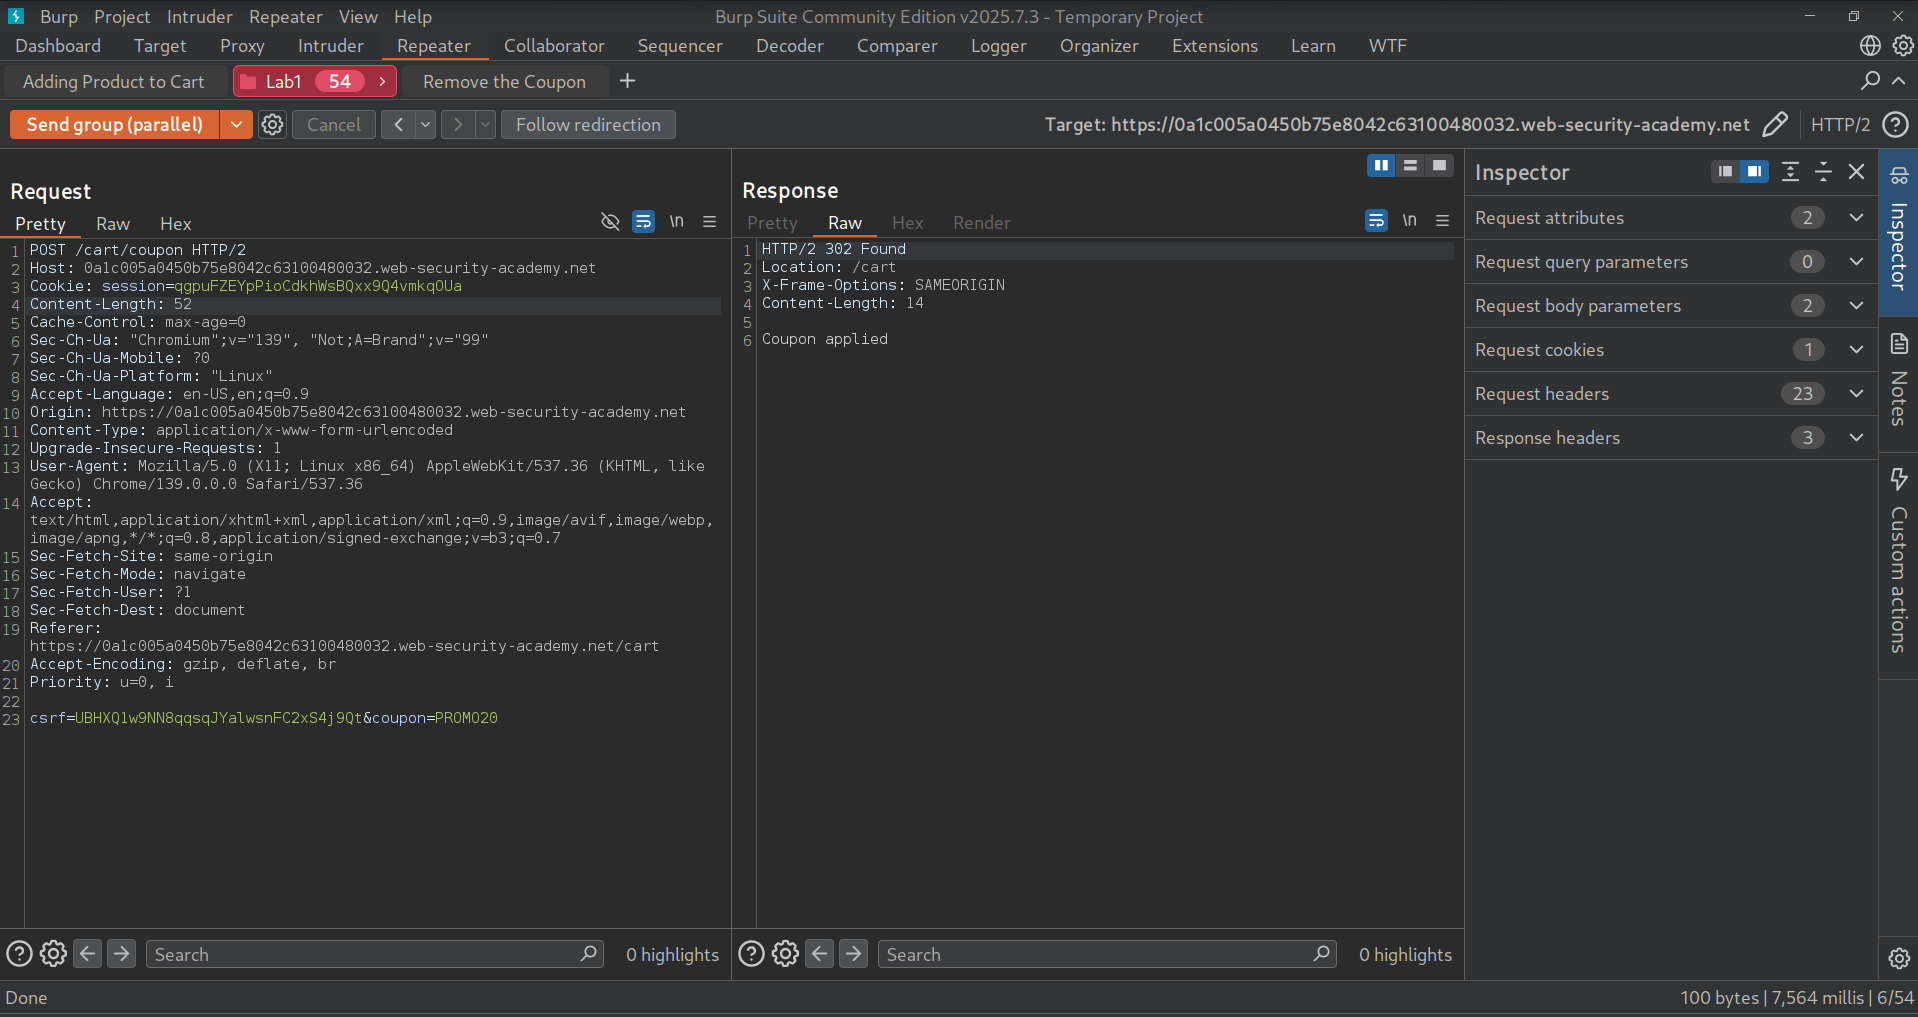 Burp Project Intruder Repeater View Help Burp Suite Community Edition v2025.7.3 - Temporary Project
Dashboard Target Proxy Intruder Repeater Collaborator Sequencer Decoder Comparer Logger Organizer Extensions Learn WTF
Adding Product to Cart Lab1 54 > Remove the Coupon +
Send group (parallel) Cancel < > Follow redirection Target: https://0a1c005a0450b75e8042c63100480032.web-security-academy.net HTTP/2 ?
Request
Pretty Raw Hex \n
1 POST /cart/coupon HTTP/2
2 Host: 0a1c005a0450b75e8042c63100480032.web-security-academy.net
3 Cookie: session=qgpuFZEYpPioCdkhWsBQxx9Q4vmkqOUa
4 Content-Length: 52
5 Cache-Control: max-age=0
6 Sec-Ch-Ua: "Chromium";v="139", "Not;A=Brand";v="99"
7 Sec-Ch-Ua-Mobile: ?0
8 Sec-Ch-Ua-Platform: "Linux"
9 Accept-Language: en-US,en;q=0.9
10 Origin: https://0a1c005a0450b75e8042c63100480032.web-security-academy.net
11 Content-Type: application/x-www-form-urlencoded
12 Upgrade-Insecure-Requests: 1
13 User-Agent: Mozilla/5.0 (X11; Linux x86_64) AppleWebKit/537.36 (KHTML, like
Gecko) Chrome/139.0.0.0 Safari/537.36
14 Accept:
text/html,application/xhtml+xml,application/xml;q=0.9,image/avif,image/webp,
image/apng,*/*;q=0.8,application/signed-exchange;v=b3;q=0.7
15 Sec-Fetch-Site: same-origin
16 Sec-Fetch-Mode: navigate
17 Sec-Fetch-User: ?1
18 Sec-Fetch-Dest: document
19 Referer:
https://0a1c005a0450b75e8042c63100480032.web-security-academy.net/cart
20 Accept-Encoding: gzip, deflate, br
21 Priority: u=0, i
22
23 csrf=UBHXQ1w9NN8qqsqJYalwsnFC2xS4j9Qt&coupon=PROMO20
? Search 0 highlights
Response
Pretty Raw Hex Render \n
1 HTTP/2 302 Found
2 Location: /cart
3 X-Frame-Options: SAMEORIGIN
4 Content-Length: 14
5
6 Coupon applied
? Search 0 highlights
Inspector
Request attributes 2
Request query parameters 0
Request body parameters 2
Request cookies 1
Request headers 23
Response headers 3
Inspector
Notes
Custom actions
Done 100 bytes | 7,564 millis | 6/54